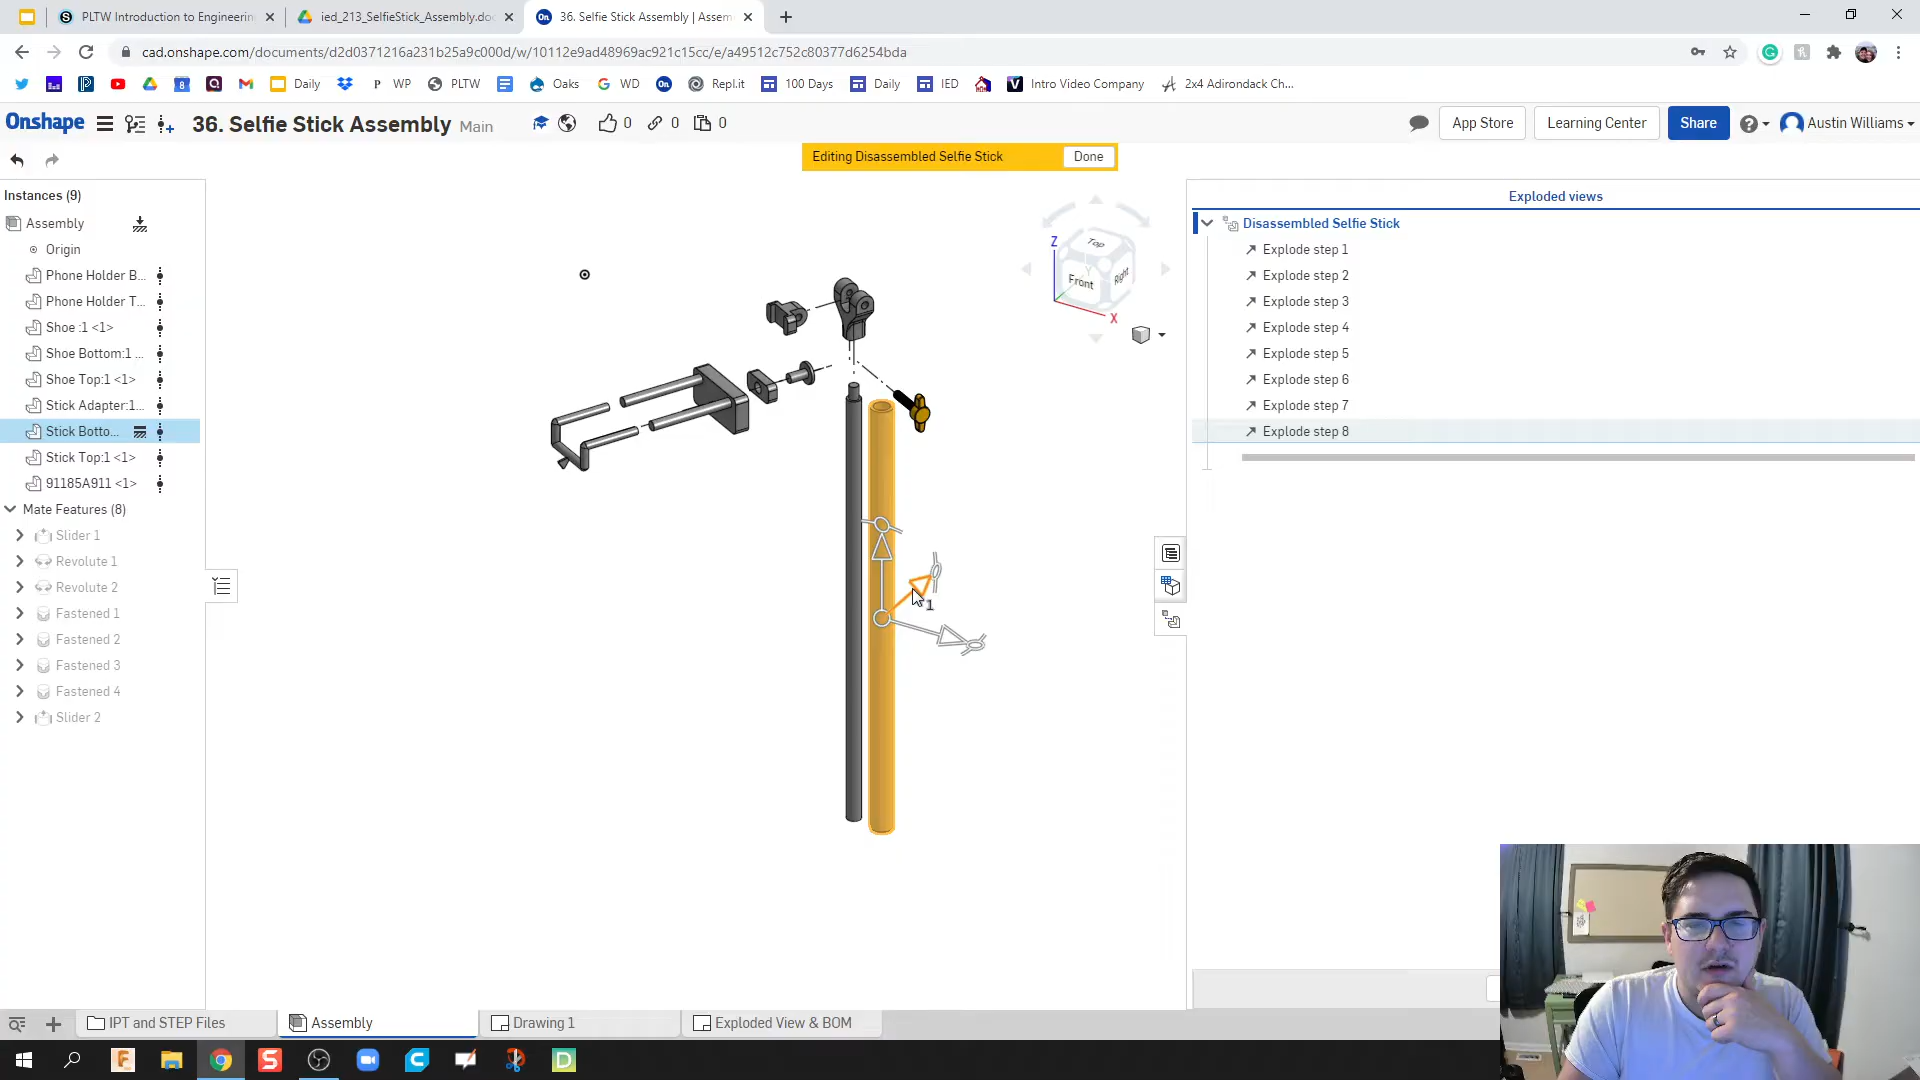 PLTW Introduction to Engineerin
ied_213_SelfieStick_Assembly.doc
36. Selfie Stick Assembly | Assem
cad.onshape.com/documents/d2d0371216a231b25a9c000d/w/10112e9ad48969ac921c15cc/e/a49512c752c80377d6254bda
Daily
WP
PLTW
Oaks
WD
Repl.it
100 Days
Daily
IED
Intro Video Company
2x4 Adirondack Ch...
Onshape
36. Selfie Stick Assembly Main
0
0
0
App Store
Learning Center
Share
Austin Williams
Editing Disassembled Selfie Stick
Done
Instances (9)
Assembly
Origin
Phone Holder B...
Phone Holder T...
Shoe :1 <1>
Shoe Bottom:1 ...
Shoe Top:1 <1>
Stick Adapter:1...
Stick Botto...
Stick Top:1 <1>
91185A911 <1>
Mate Features (8)
Slider 1
Revolute 1
Revolute 2
Fastened 1
Fastened 2
Fastened 3
Fastened 4
Slider 2
Z
Top
Y
Front
Right
X
1
Exploded views
Disassembled Selfie Stick
Explode step 1
Explode step 2
Explode step 3
Explode step 4
Explode step 5
Explode step 6
Explode step 7
Explode step 8
IPT and STEP Files
Assembly
Drawing 1
Exploded View & BOM